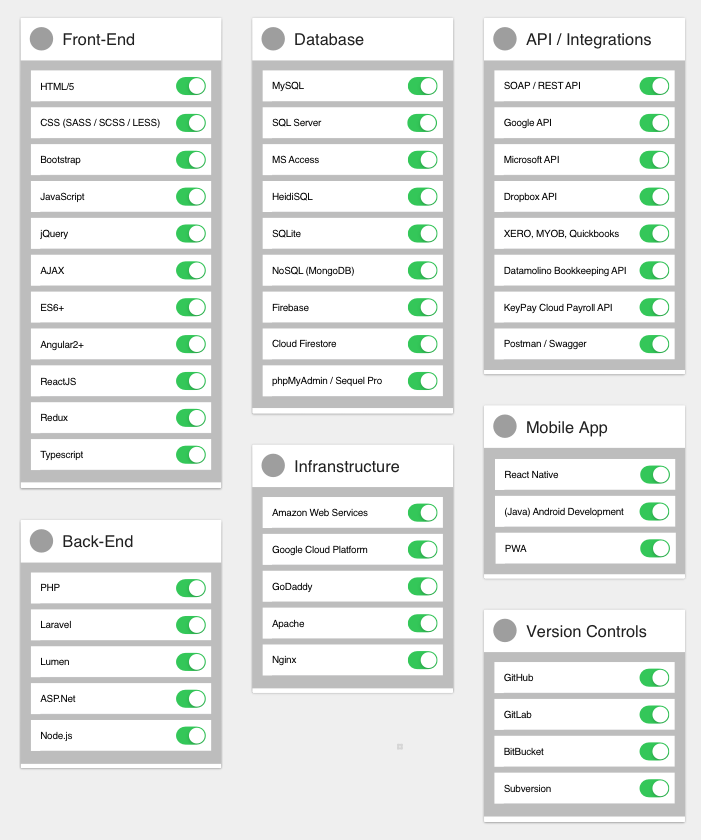 Front-End
HTML/5
CSS (SASS / SCSS / LESS)
Bootstrap
JavaScript
jQuery
AJAX
ES6+
Angular2+
ReactJS
Redux
Typescript
Back-End
PHP
Laravel
Lumen
ASP.Net
Node.js
Database
MySQL
SQL Server
MS Access
HeidiSQL
SQLite
NoSQL (MongoDB)
Firebase
Cloud Firestore
phpMyAdmin / Sequel Pro
Infranstructure
Amazon Web Services
Google Cloud Platform
GoDaddy
Apache
Nginx
API / Integrations
SOAP / REST API
Google API
Microsoft API
Dropbox API
XERO, MYOB, Quickbooks
Datamolino Bookkeeping API
KeyPay Cloud Payroll API
Postman / Swagger
Mobile App
React Native
(Java) Android Development
PWA
Version Controls
GitHub
GitLab
BitBucket
Subversion